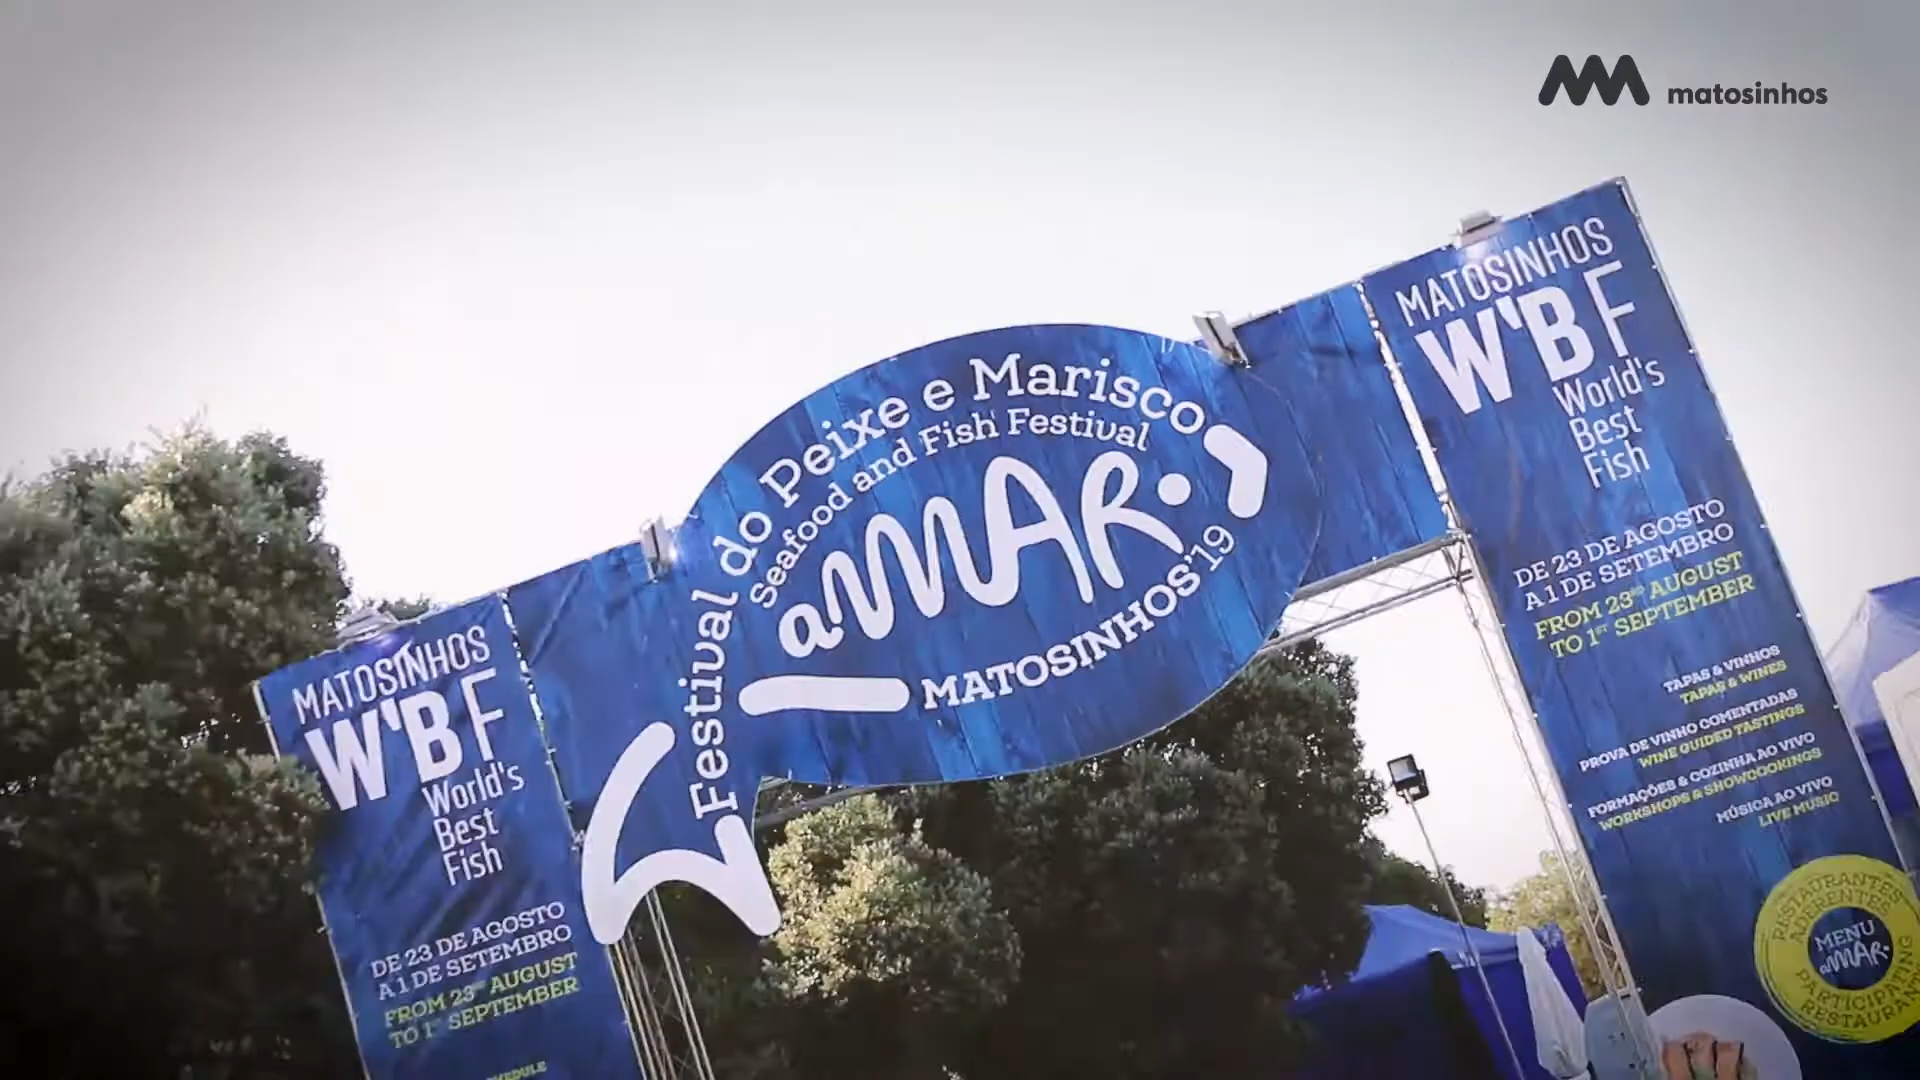 matosinhos
Festival do Peixe e Marisco
Seafood and Fish Festival
aMAR.
MATOSINHOS'19
MATOSINHOS
W'BF
World's
Best
Fish
DE 23 DE AGOSTO
A 1 DE SETEMBRO
FROM 23RD AUGUST
TO 1ST SEPTEMBER
MATOSINHOS
W'BF
World's
Best
Fish
DE 23 DE AGOSTO
A 1 DE SETEMBRO
FROM 23RD AUGUST
TO 1ST SEPTEMBER
TAPAS & VINHOS
TAPAS & WINES
PROVA DE VINHO COMENTADAS
WINE GUIDED TASTINGS
FORMAÇÕES & COZINHA AO VIVO
WORKSHOPS & SHOWCOOKINGS
MÚSICA AO VIVO
LIVE MUSIC
RESTAURANTES
ADERENTES
MENU
aMAR.
PARTICIPATING